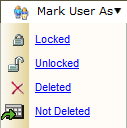 Mark User As▼
Locked
Unlocked
Deleted
Not Deleted